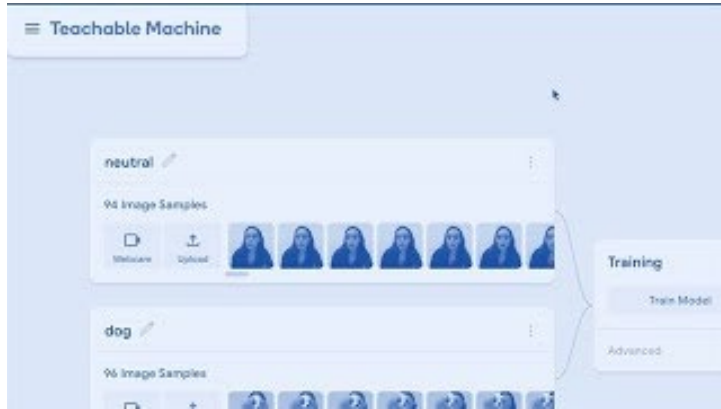 Teachable Machine
neutral
94 Image Samples
Webcam
Upload
Training
Train Model
Advanced
dog
96 Image Samples